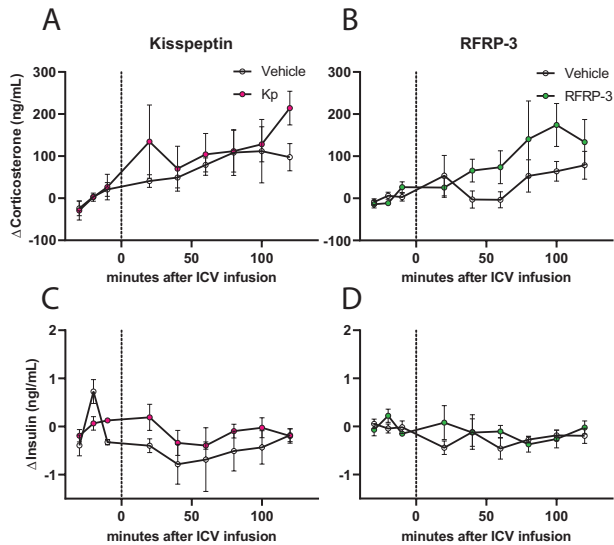 A
Kisspeptin
Vehicle
Kp
Δ Corticosterone (ng/mL)
300
200
100
0
-100
0
50
100
minutes after ICV infusion
B
RFRP-3
Vehicle
RFRP-3
300
200
100
0
-100
0
50
100
minutes after ICV infusion
C
Δ Insulin (ngl/mL)
2
1
0
-1
0
50
100
minutes after ICV infusion
D
2
1
0
-1
0
50
100
minutes after ICV infusion